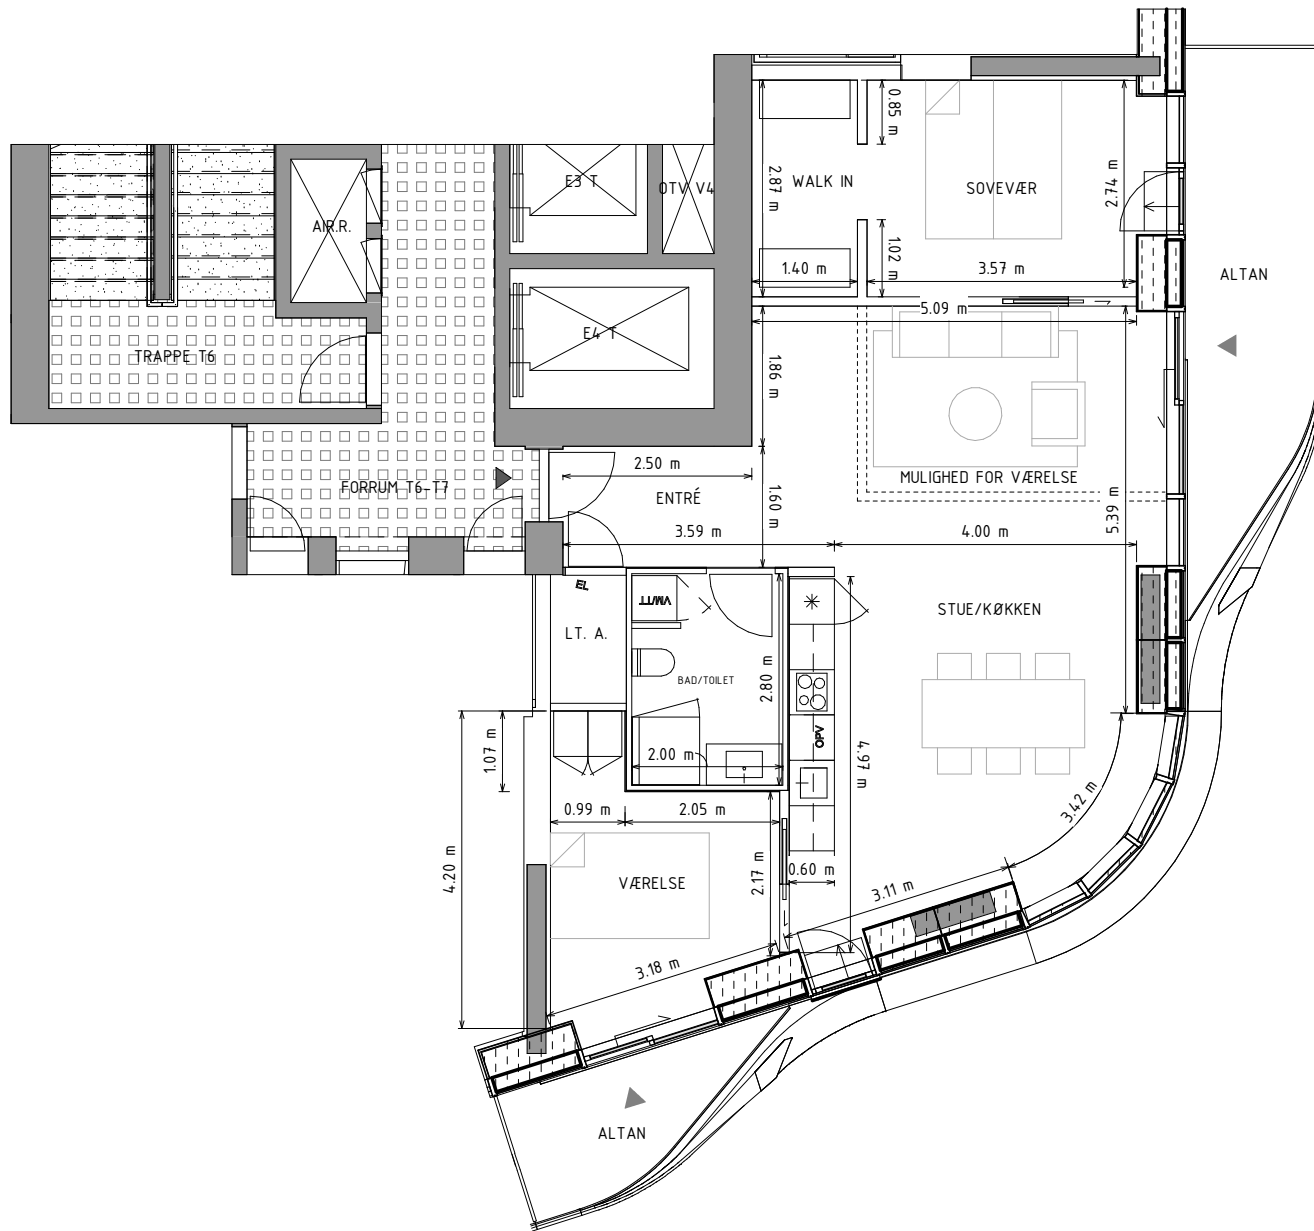 0.85 m
2.87 m
WALK IN
SOVEVÆR
2.74 m
E3 T
OTV V4
AIR.R.
1.02 m
1.40 m
3.57 m
ALTAN
5.09 m
E4 T
TRAPPE T6
1.86 m
2.50 m
MULIGHED FOR VÆRELSE
FORRUM T6-T7
ENTRÉ
1.60 m
5.39 m
3.59 m
4.00 m
EL
VM/TT
STUE/KØKKEN
LT. A.
BAD/TOILET
2.80 m
1.07 m
2.00 m
OPV
4.97 m
0.99 m
2.05 m
3.42 m
4.20 m
VÆRELSE
2.17 m
0.60 m
3.11 m
3.18 m
ALTAN